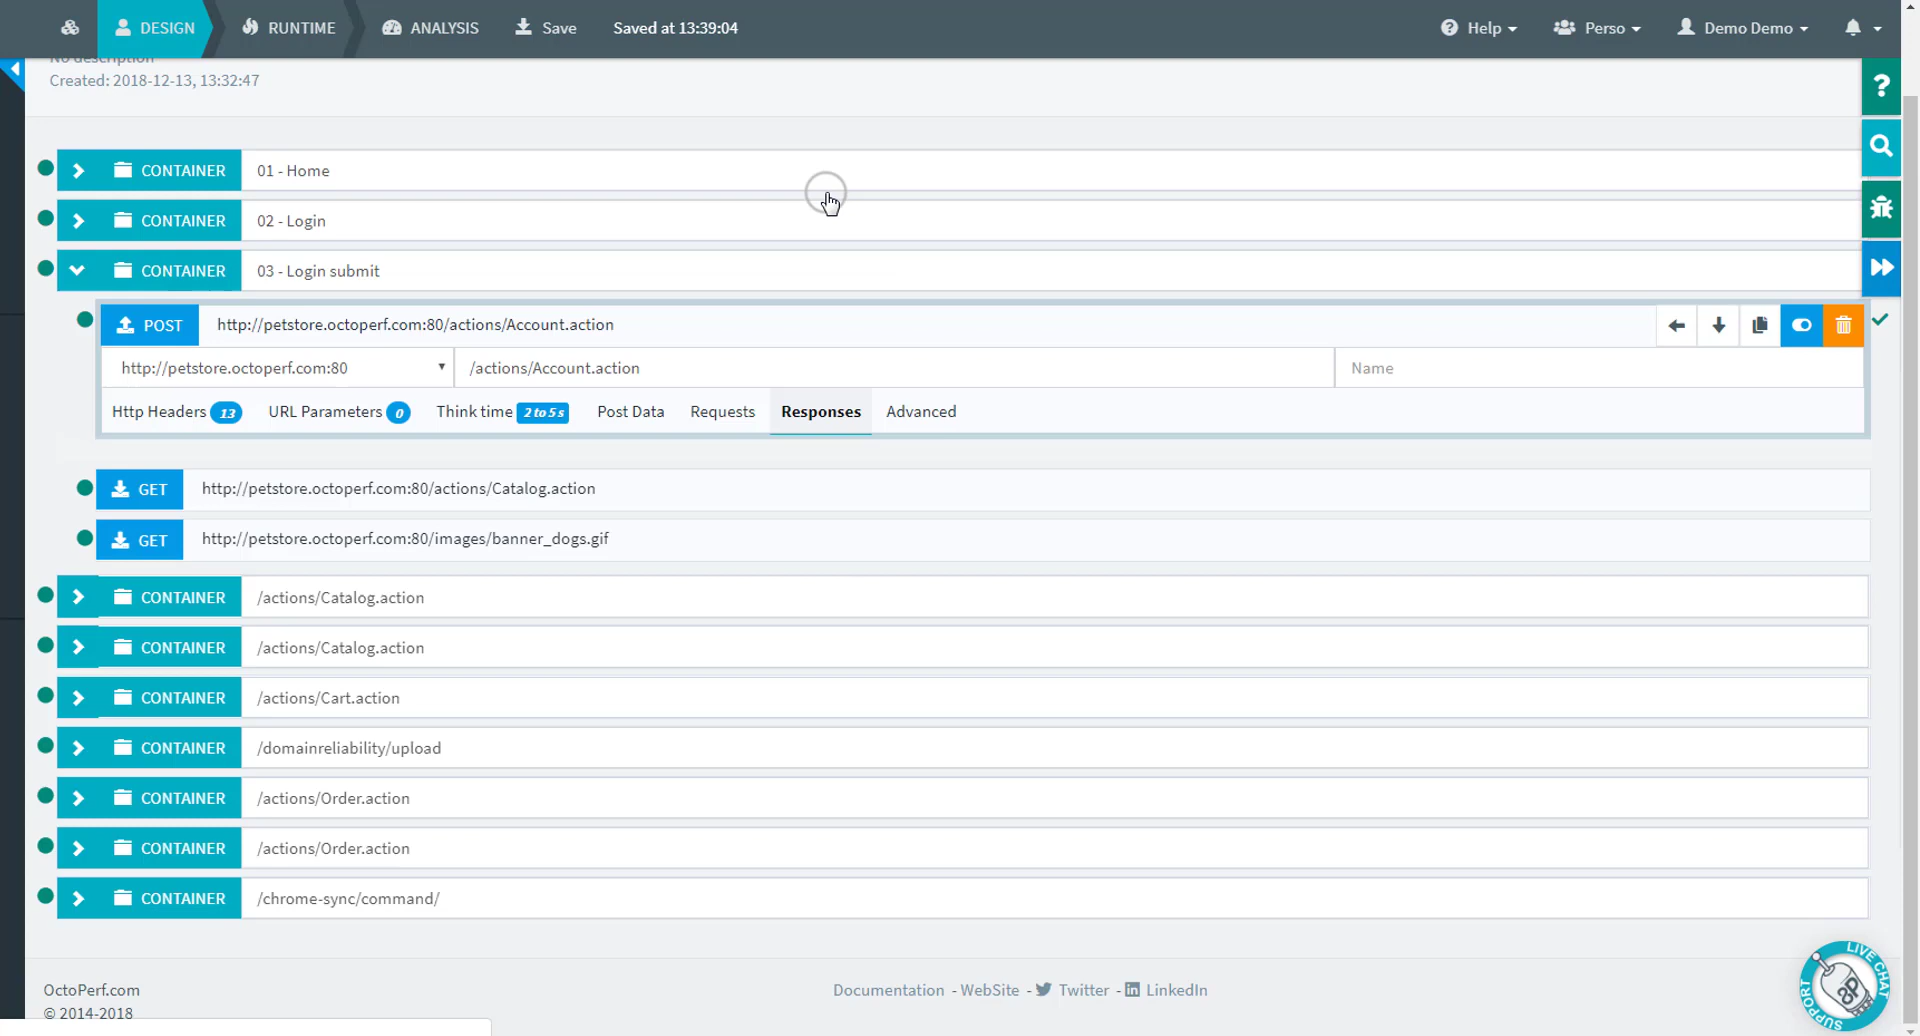 DESIGN RUNTIME ANALYSIS Save Saved at 13:39:04 Help Perso Demo Demo
No description
Created: 2018-12-13, 13:32:47
?
CONTAINER 01 - Home
CONTAINER 02 - Login
CONTAINER 03 - Login submit
POST http://petstore.octoperf.com:80/actions/Account.action
http://petstore.octoperf.com:80 /actions/Account.action Name
Http Headers 13 URL Parameters 0 Think time 2 to 5 s Post Data Requests Responses Advanced
GET http://petstore.octoperf.com:80/actions/Catalog.action
GET http://petstore.octoperf.com:80/images/banner_dogs.gif
CONTAINER /actions/Catalog.action
CONTAINER /actions/Catalog.action
CONTAINER /actions/Cart.action
CONTAINER /domainreliability/upload
CONTAINER /actions/Order.action
CONTAINER /actions/Order.action
CONTAINER /chrome-sync/command/
LIVE CHAT
SUPPORT
OctoPerf.com Documentation - WebSite - Twitter - LinkedIn
© 2014-2018